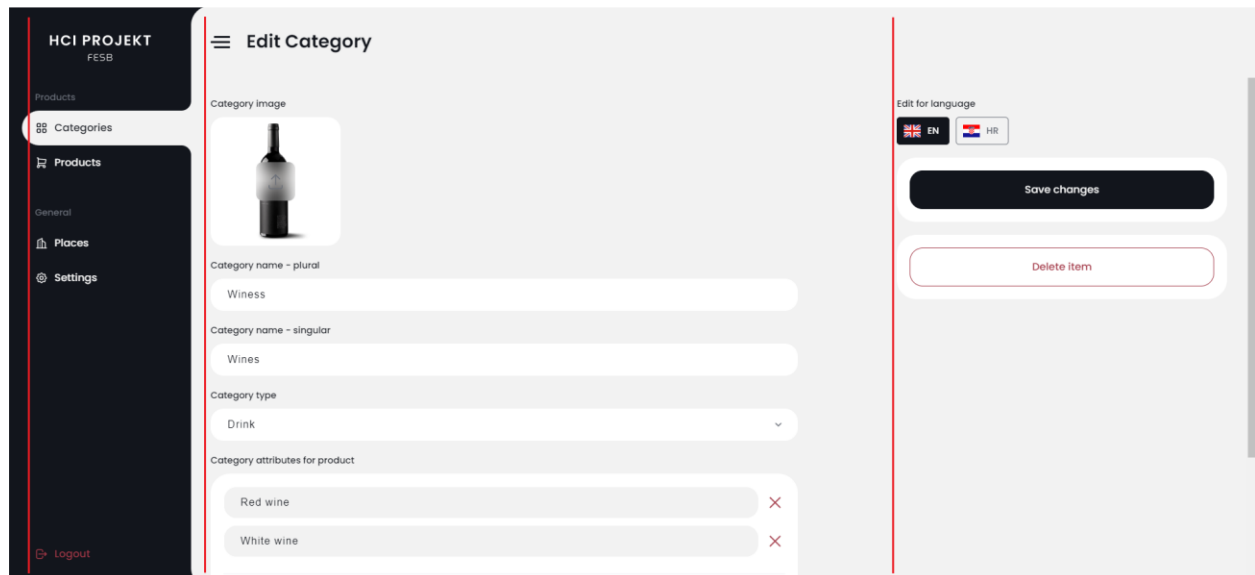 HCI PROJEKT
FESB
Products
Categories
Products
General
Places
Settings
Logout
Edit Category
Category image
Category name - plural
Winess
Category name - singular
Wines
Category type
Drink
Category attributes for product
Red wine
White wine
Edit for language
EN
HR
Save changes
Delete item